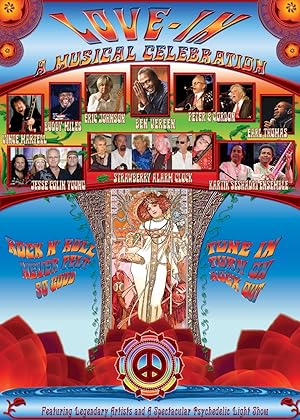 LOVE-IN
A MUSICAL CELEBRATION
VINCE MARTELL
BUDDY MILES
ERIC JOHNSON
BEN VEREEN
PETER & GORDON
EARL THOMAS
JESSE COLIN YOUNG
STRAWBERRY ALARM CLOCK
KARTIK SESHADRI ENSEMBLE
ROCK N' ROLL
NEVER FELT
SO GOOD
TUNE IN
TURN ON
ROCK OUT
Featuring Legendary Artists and A Spectacular Psychedelic Light Show